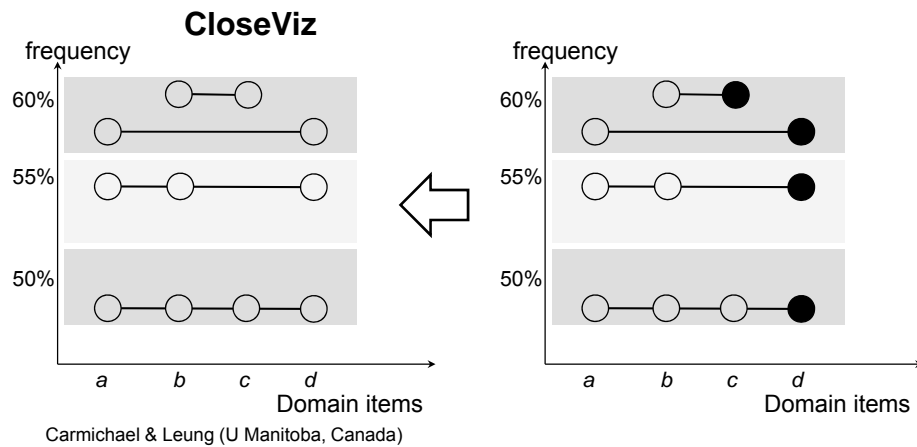 CloseViz
frequency
60%
55%
50%
a b c d
Domain items
frequency
60%
55%
50%
a b c d
Domain items
Carmichael & Leung (U Manitoba, Canada)